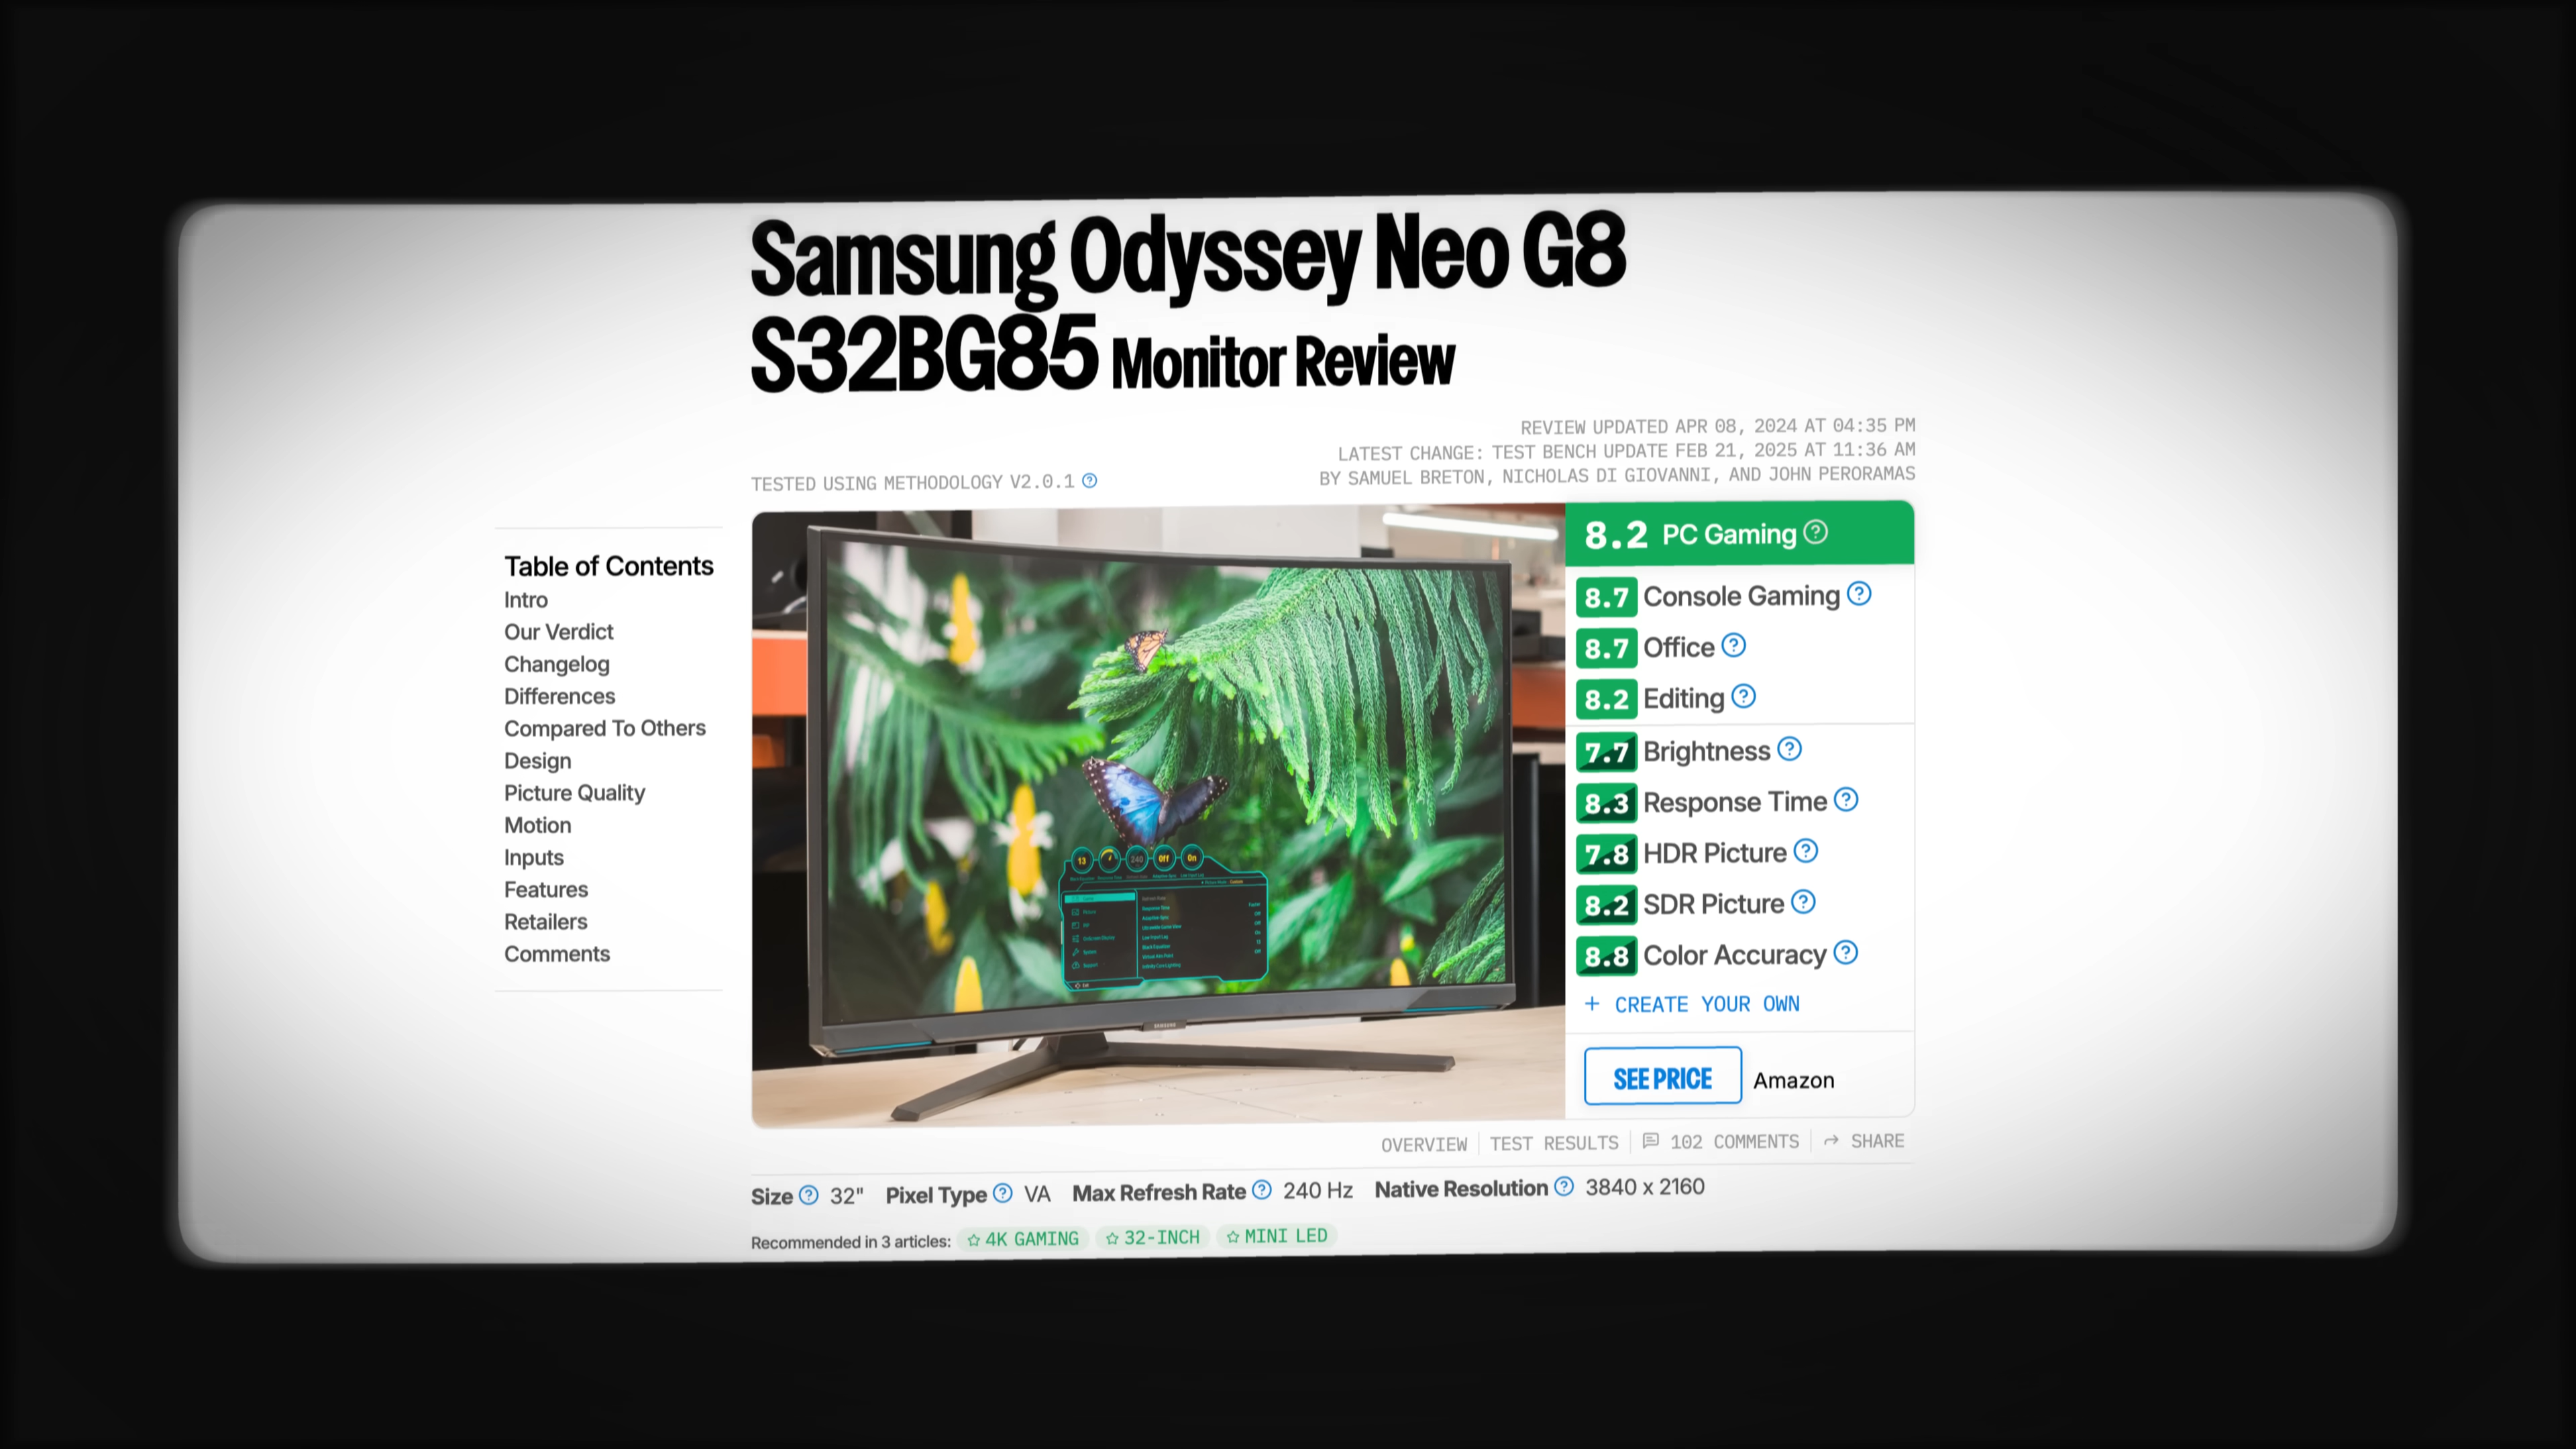 Samsung Odyssey Neo G8
S32BG85 Monitor Review
REVIEW UPDATED APR 08, 2024 AT 04:35 PM
LATEST CHANGE: TEST BENCH UPDATE FEB 21, 2025 AT 11:36 AM
TESTED USING METHODOLOGY V2.0.1
BY SAMUEL BRETON, NICHOLAS DI GIOVANNI, AND JOHN PERORAMAS
Table of Contents
Intro
Our Verdict
Changelog
Differences
Compared To Others
Design
Picture Quality
Motion
Inputs
Features
Retailers
Comments
13 240 Off On
SAMSUNG
8.2 PC Gaming
8.7 Console Gaming
8.7 Office
8.2 Editing
7.7 Brightness
8.3 Response Time
7.8 HDR Picture
8.2 SDR Picture
8.8 Color Accuracy
+ CREATE YOUR OWN
SEE PRICE Amazon
OVERVIEW TEST RESULTS 102 COMMENTS SHARE
Size 32" Pixel Type VA Max Refresh Rate 240 Hz Native Resolution 3840 x 2160
Recommended in 3 articles: 4K GAMING 32-INCH MINI LED